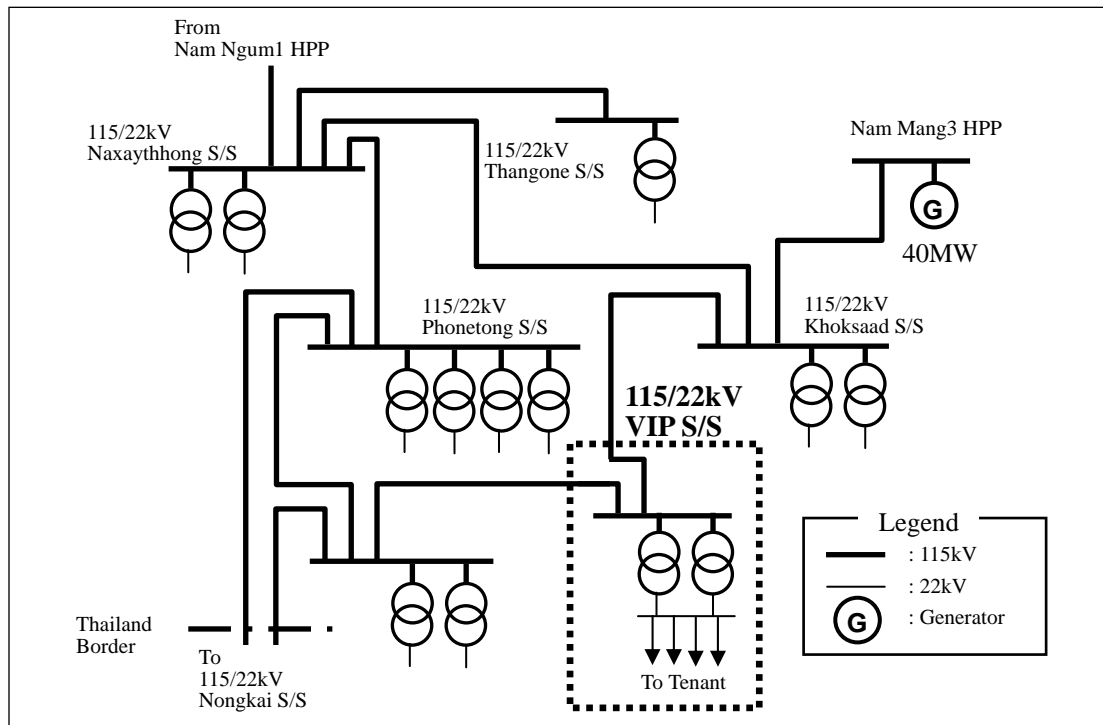 From
Nam Ngum1 HPP
115/22kV
Naxaythhong S/S
115/22kV
Thangone S/S
Nam Mang3 HPP
G
40MW
115/22kV
Phonetong S/S
115/22kV
Khoksaad S/S
115/22kV
VIP S/S
Legend
: 115kV
: 22kV
G
: Generator
Thailand
Border
To
115/22kV
Nongkai S/S
To Tenant